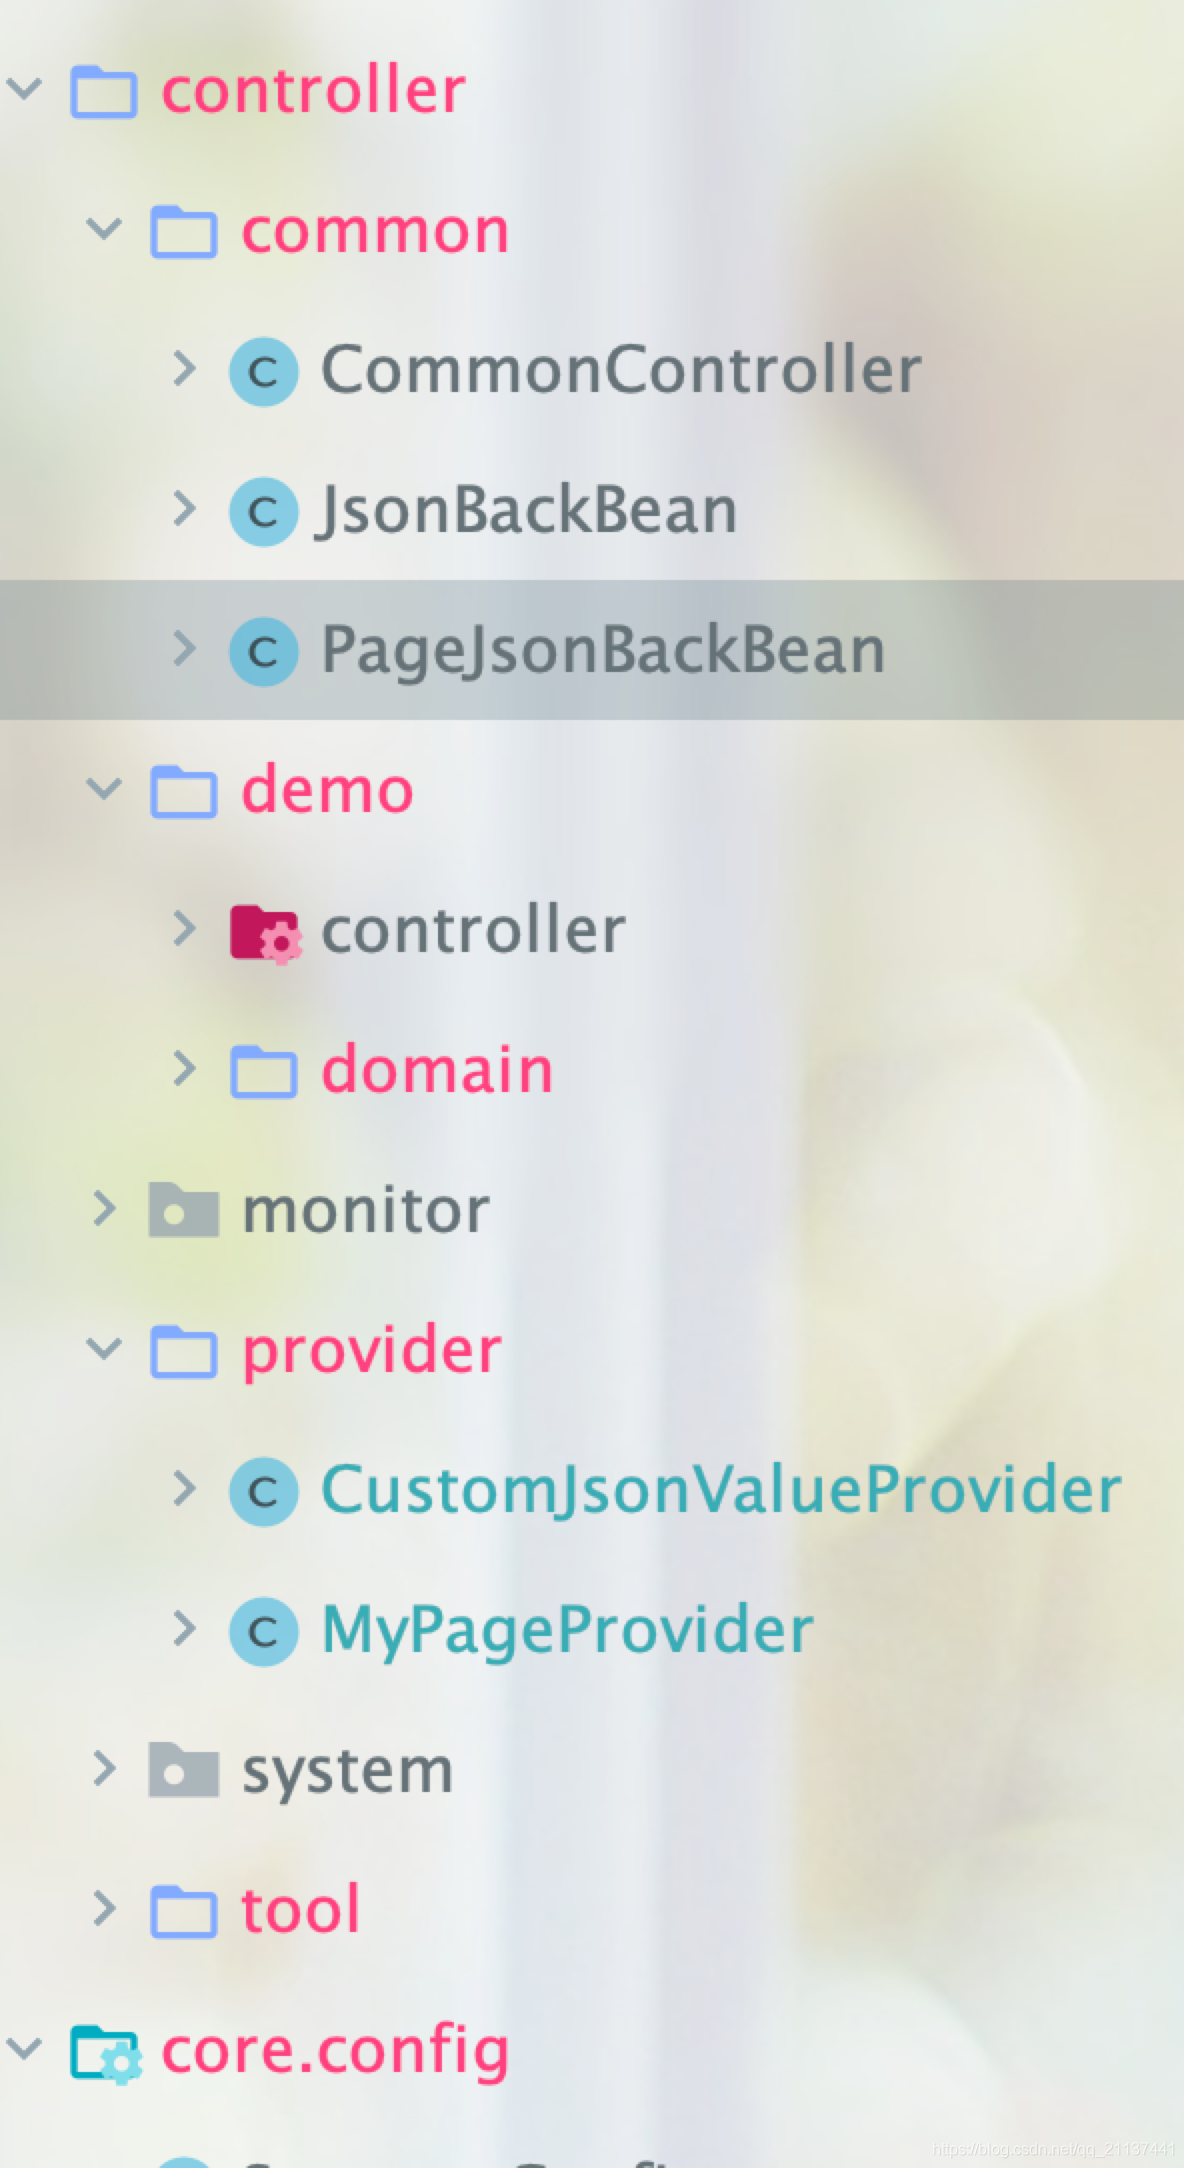 controller
common
C CommonController
C JsonBackBean
C PageJsonBackBean
demo
controller
domain
monitor
provider
C CustomJsonValueProvider
C MyPageProvider
system
tool
core.config
https://blog.csdn.net/qq_21137441